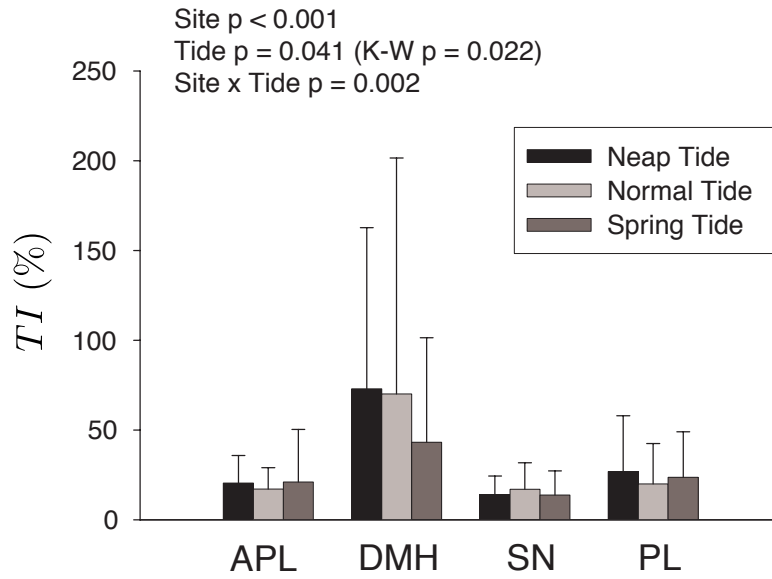 Site p < 0.001
Tide p = 0.041 (K-W p = 0.022)
Site x Tide p = 0.002
250
200
150
100
50
0
TI (%)
Neap Tide
Normal Tide
Spring Tide
APL DMH SN PL